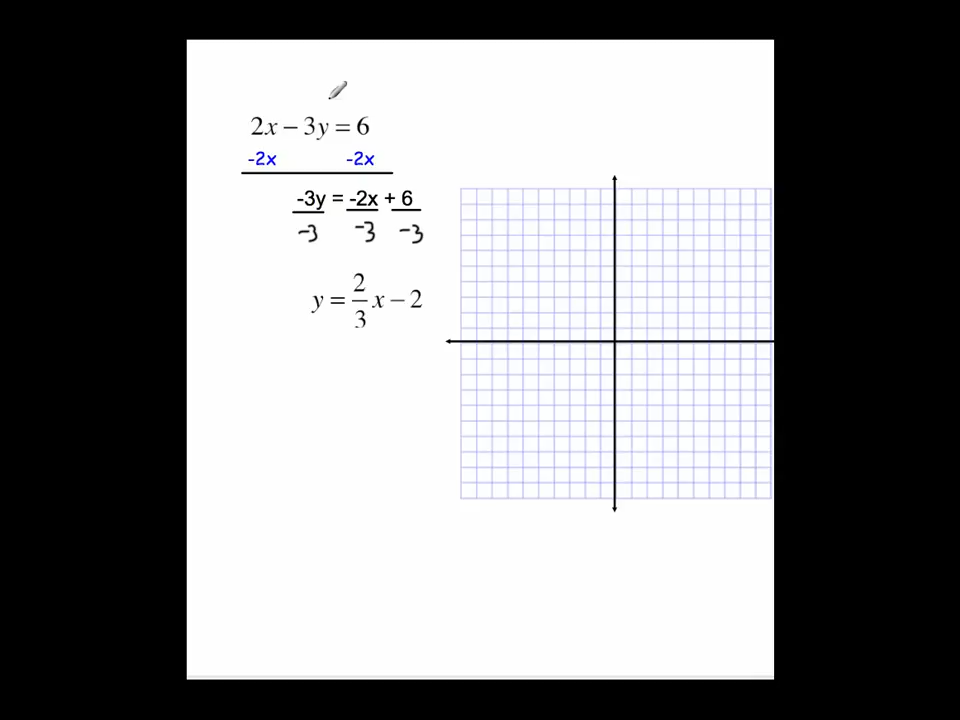 2x − 3y = 6
-2x -2x
-3y = -2x + 6
-3 -3 -3
y = 2/3 x − 2